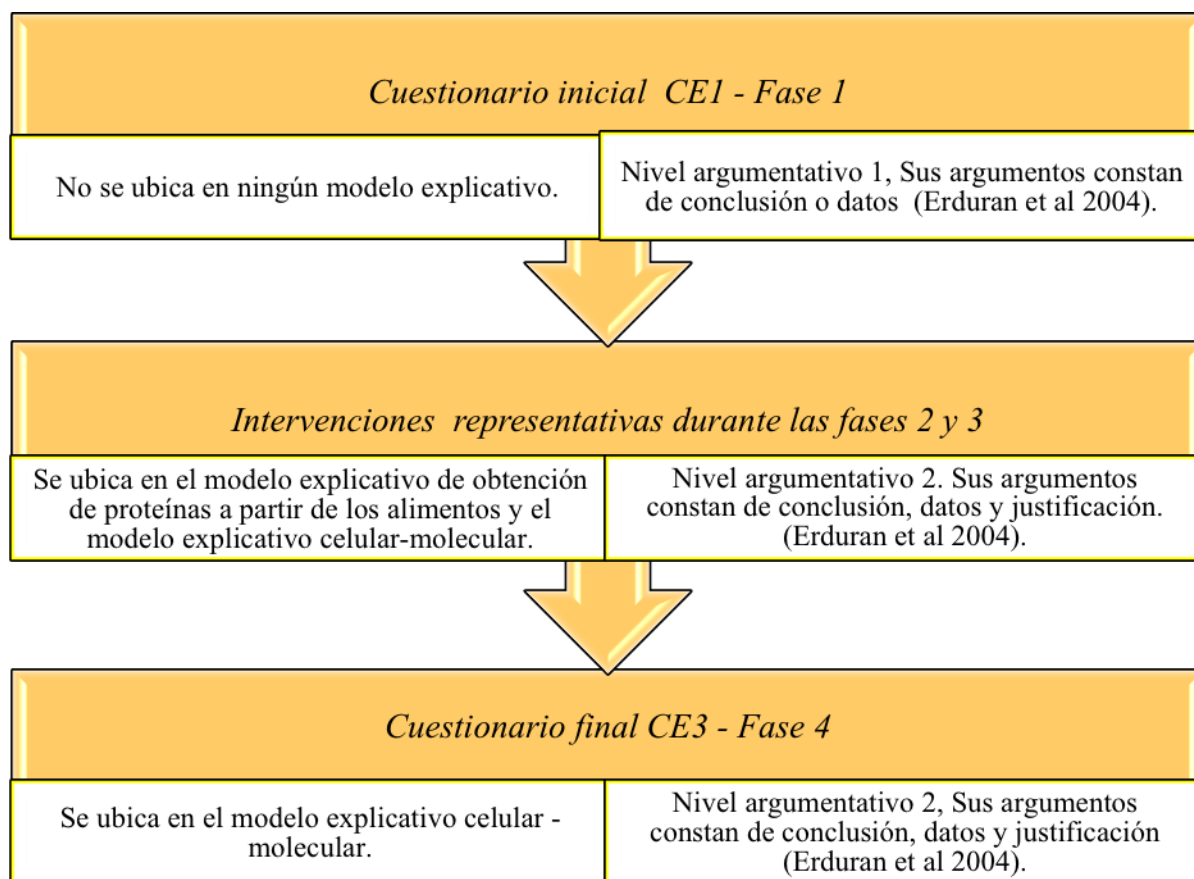 Cuestionario inicial  CE1 - Fase 1
No se ubica en ningún modelo explicativo.
Nivel argumentativo 1, Sus argumentos constan
de conclusión o datos  (Erduran et al 2004).
Intervenciones  representativas durante las fases 2 y 3
Se ubica en el modelo explicativo de obtención
de proteínas a partir de los alimentos y el
modelo explicativo celular-molecular.
Nivel argumentativo 2. Sus argumentos
constan de conclusión, datos y justificación.
(Erduran et al 2004).
Cuestionario final CE3 - Fase 4
Se ubica en el modelo explicativo celular -
molecular.
Nivel argumentativo 2, Sus argumentos
constan de conclusión, datos y justificación
(Erduran et al 2004).